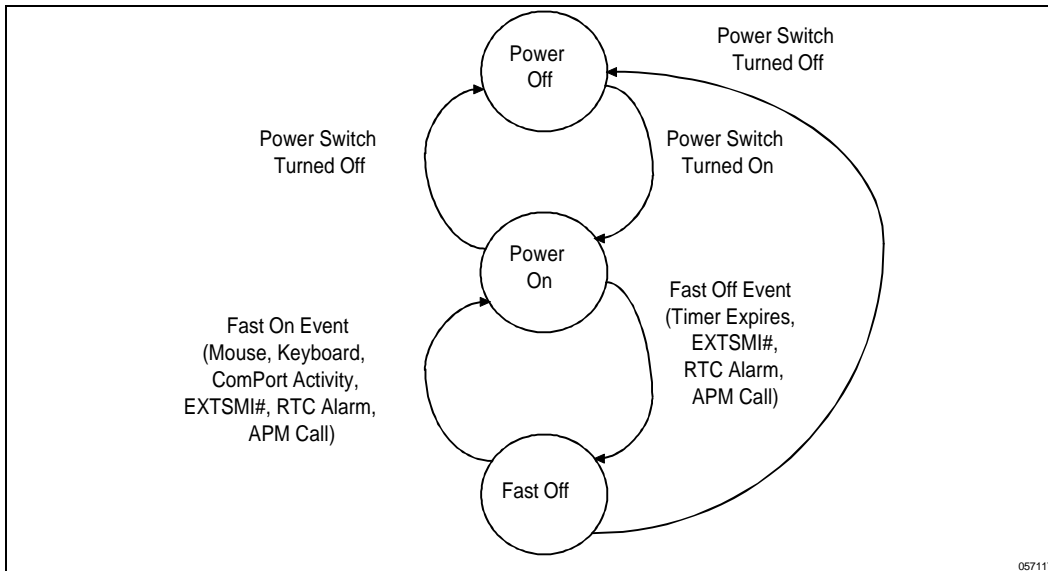 Power
Off
Power Switch
Turned Off
Power Switch
Turned Off
Power Switch
Turned On
Power
On
Fast On Event
(Mouse, Keyboard,
ComPort Activity,
EXTSMI#, RTC Alarm,
APM Call)
Fast Off Event
(Timer Expires,
EXTSMI#,
RTC Alarm,
APM Call)
Fast Off